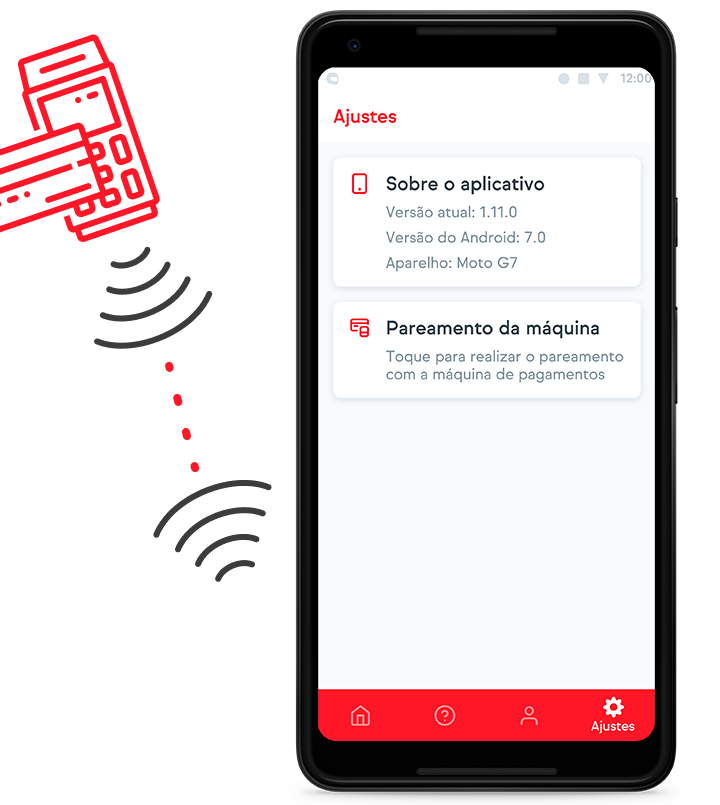 12:00
Ajustes
Sobre o aplicativo
Versão atual: 1.11.0
Versão do Android: 7.0
Aparelho: Moto G7
Pareamento da máquina
Toque para realizar o pareamento
com a máquina de pagamentos
Ajustes